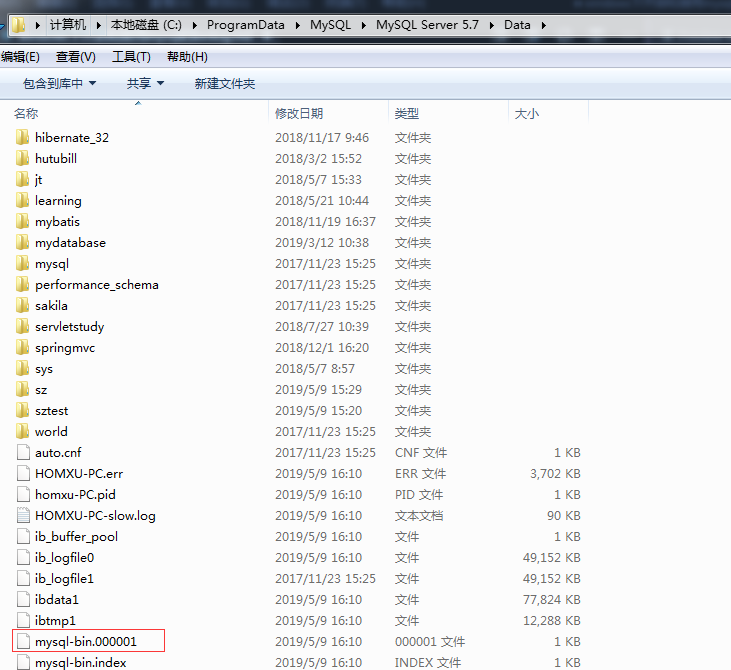 计算机 本地磁盘 (C:) ProgramData MySQL MySQL Server 5.7 Data
编辑(E) 查看(V) 工具(T) 帮助(H)
包含到库中 共享 新建文件夹
名称 修改日期 类型 大小
hibernate_32 2018/11/17 9:46 文件夹
hutubill 2018/3/2 15:52 文件夹
jt 2018/5/7 15:33 文件夹
learning 2018/5/21 10:44 文件夹
mybatis 2018/11/19 16:37 文件夹
mydatabase 2019/3/12 10:38 文件夹
mysql 2017/11/23 15:25 文件夹
performance_schema 2017/11/23 15:25 文件夹
sakila 2017/11/23 15:25 文件夹
servletstudy 2018/7/27 10:39 文件夹
springmvc 2018/12/1 16:20 文件夹
sys 2018/5/7 8:57 文件夹
sz 2019/5/9 15:29 文件夹
sztest 2019/5/9 15:20 文件夹
world 2017/11/23 15:25 文件夹
auto.cnf 2017/11/23 15:25 CNF 文件 1 KB
HOMXU-PC.err 2019/5/9 16:10 ERR 文件 3,702 KB
homxu-PC.pid 2019/5/9 16:10 PID 文件 1 KB
HOMXU-PC-slow.log 2019/5/9 16:10 文本文档 90 KB
ib_buffer_pool 2019/5/9 16:10 文件 1 KB
ib_logfile0 2019/5/9 16:10 文件 49,152 KB
ib_logfile1 2017/11/23 15:25 文件 49,152 KB
ibdata1 2019/5/9 16:10 文件 77,824 KB
ibtmp1 2019/5/9 16:10 文件 12,288 KB
mysql-bin.000001 2019/5/9 16:10 000001 文件 1 KB
mysql-bin.index 2019/5/9 16:10 INDEX 文件 1 KB